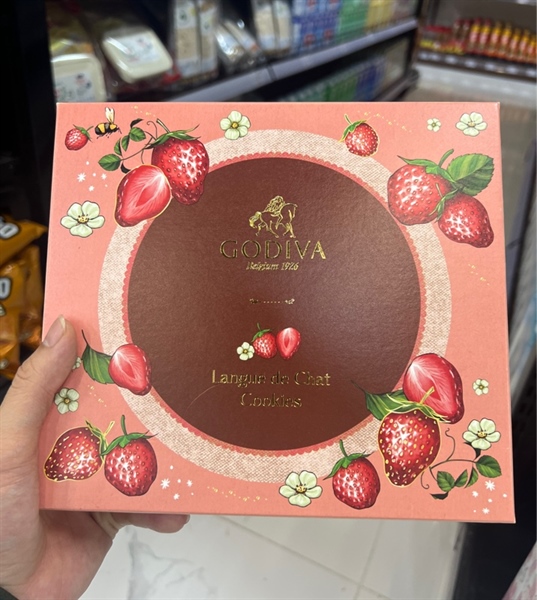 GODIVA
Belgium 1926
Langue de Chat
Cookies